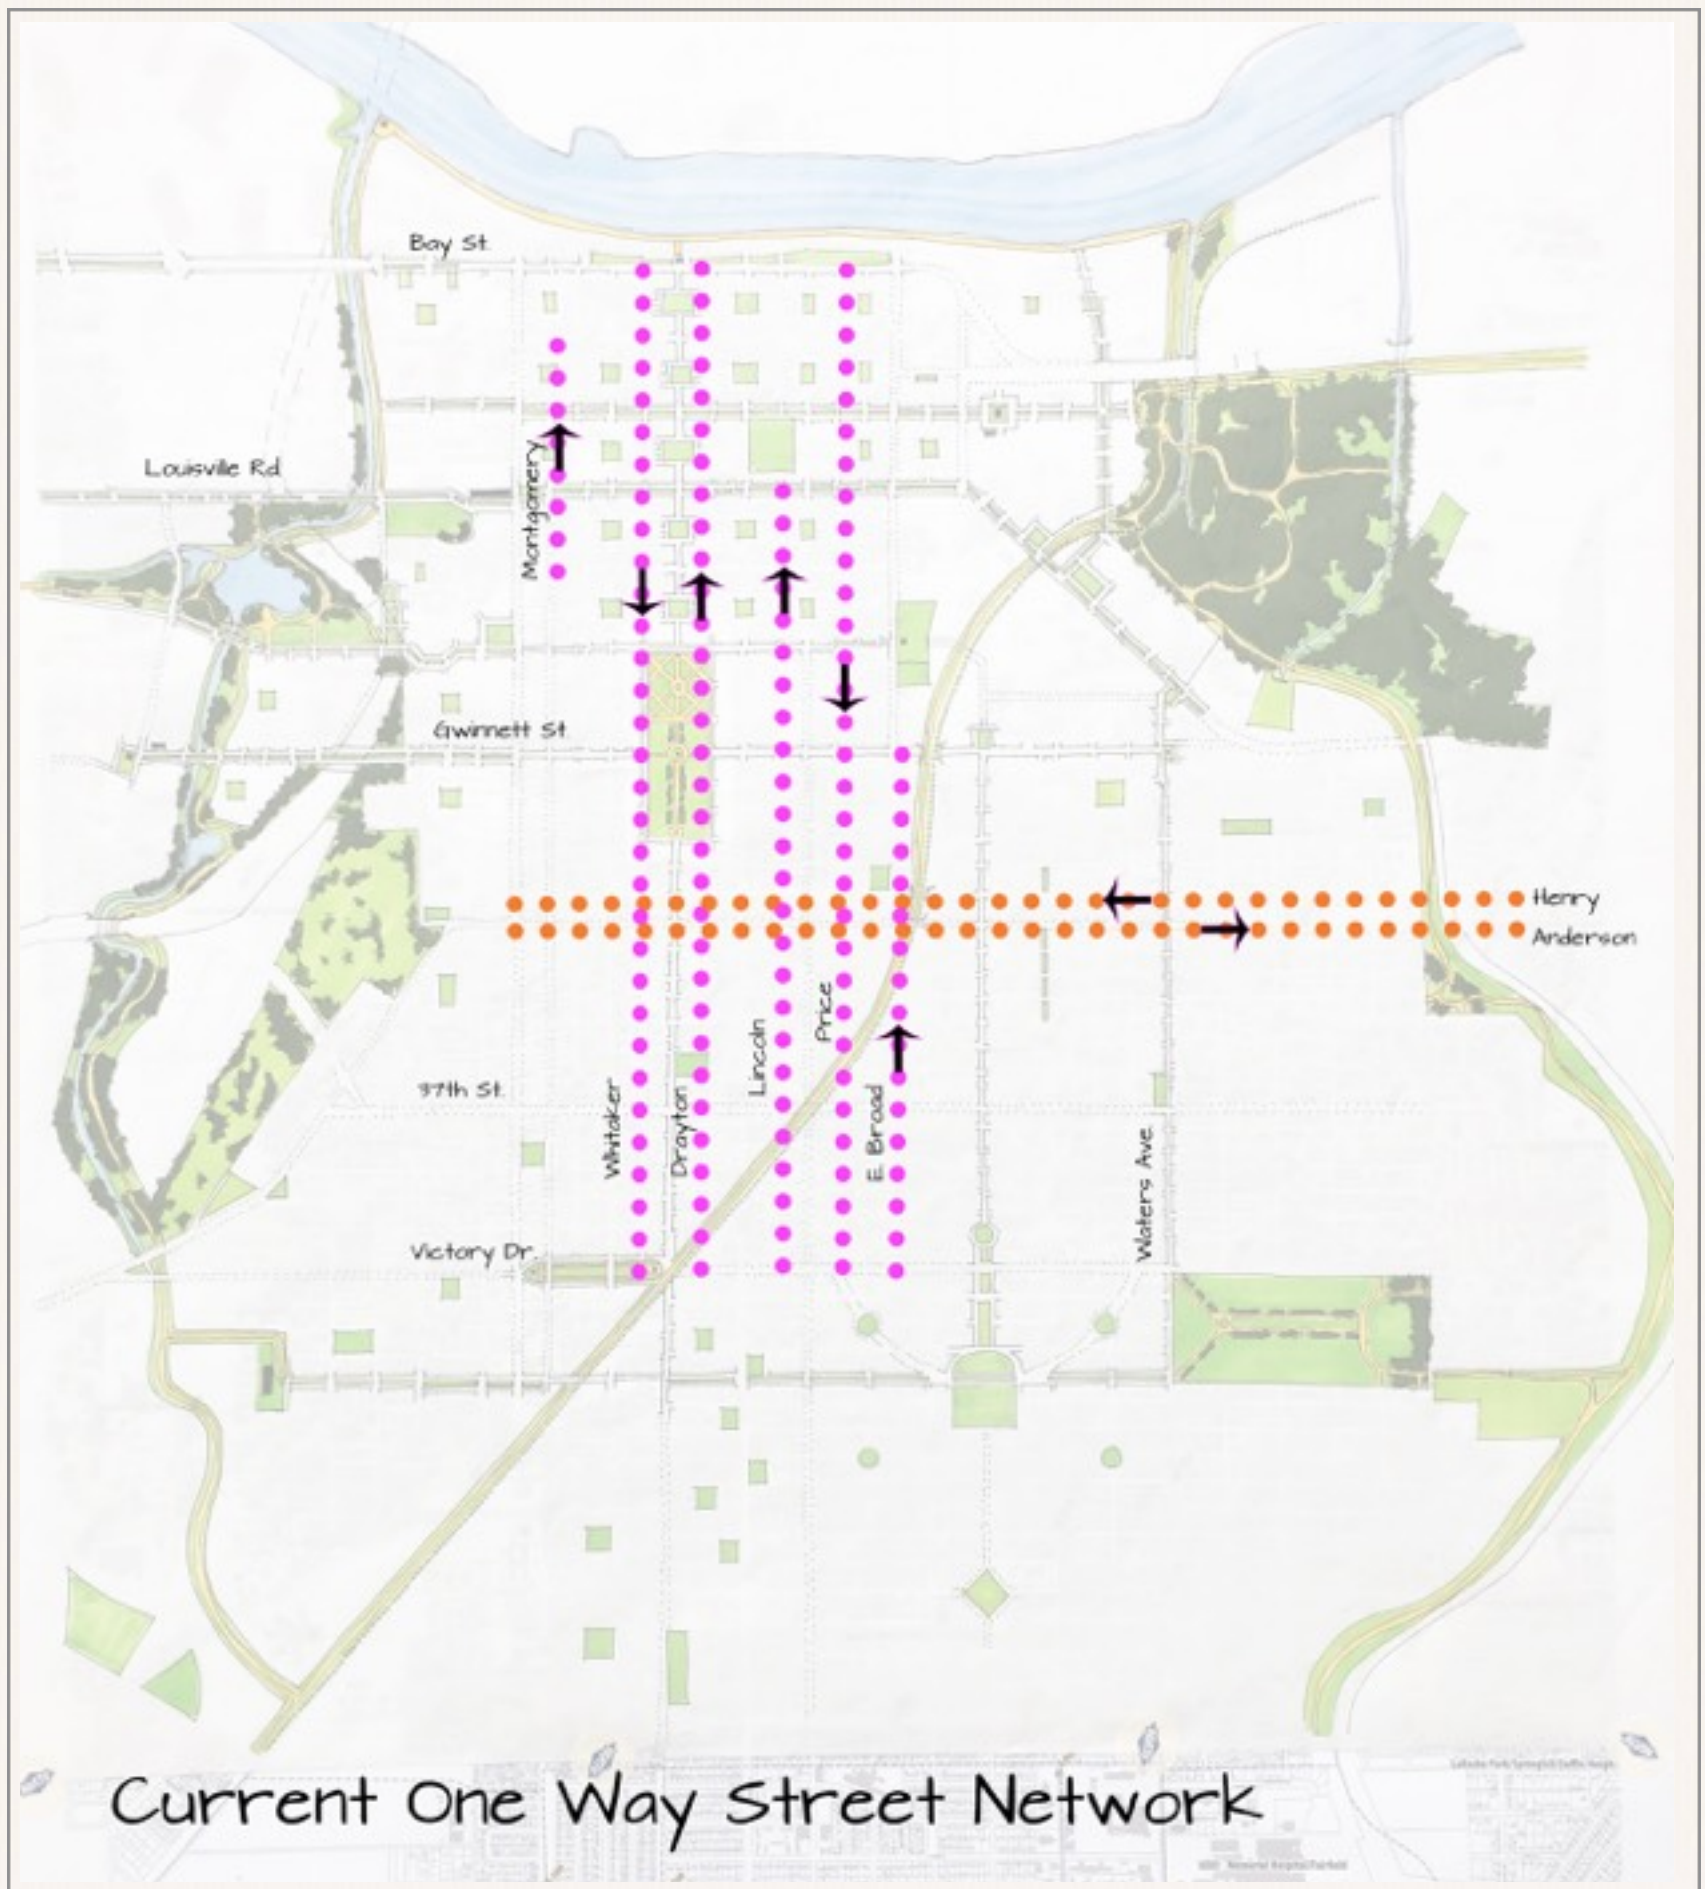 Bay St.
Louisville Rd.
Montgomery
Gwinnett St.
Henry
Anderson
Price
Lincoln
37th St.
Whitaker
Drayton
E. Broad
Waters Ave.
Victory Dr.
Current One Way Street Network